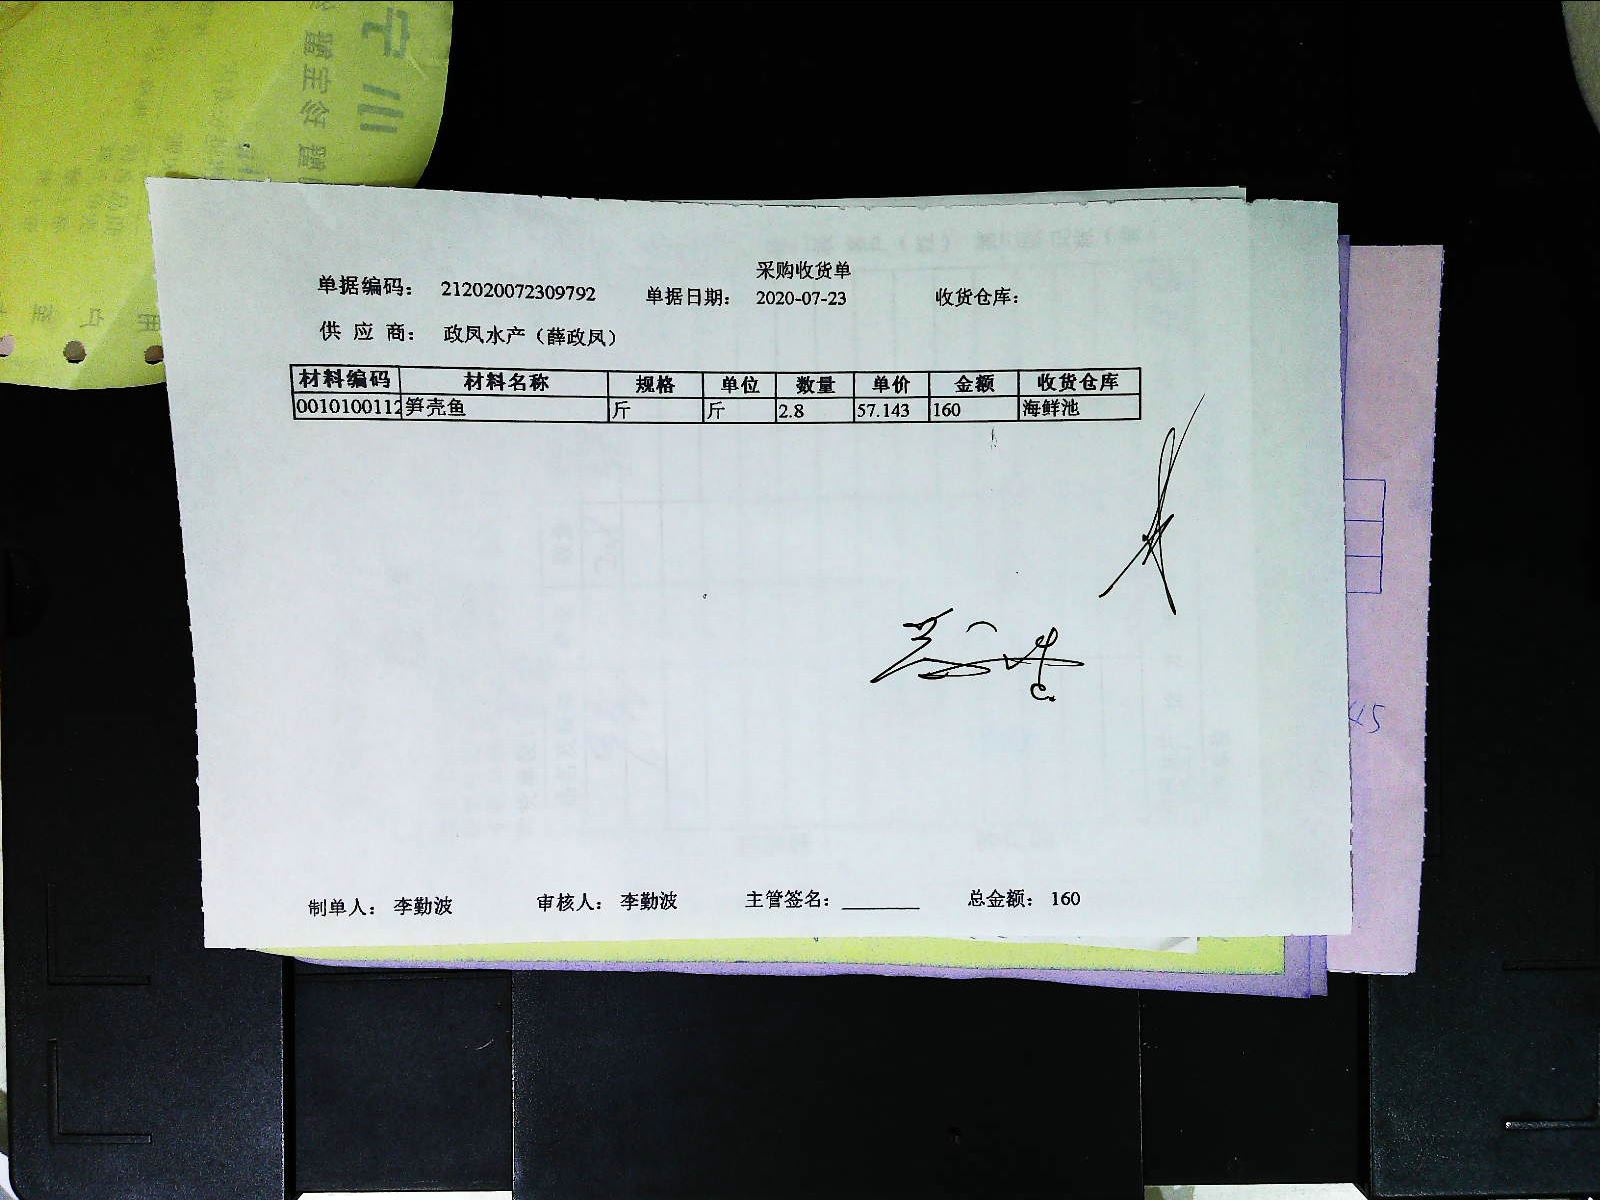 采购收货单
单据编码： 212020072309792 单据日期： 2020-07-23 收货仓库：
供 应 商： 政凤水产（薛政凤）
材料编码 材料名称 规格 单位 数量 单价 金额 收货仓库
0010100112 笋壳鱼 斤 斤 2.8 57.143 160 海鲜池
45
制单人： 李勤波 审核人： 李勤波 主管签名： 总金额： 160